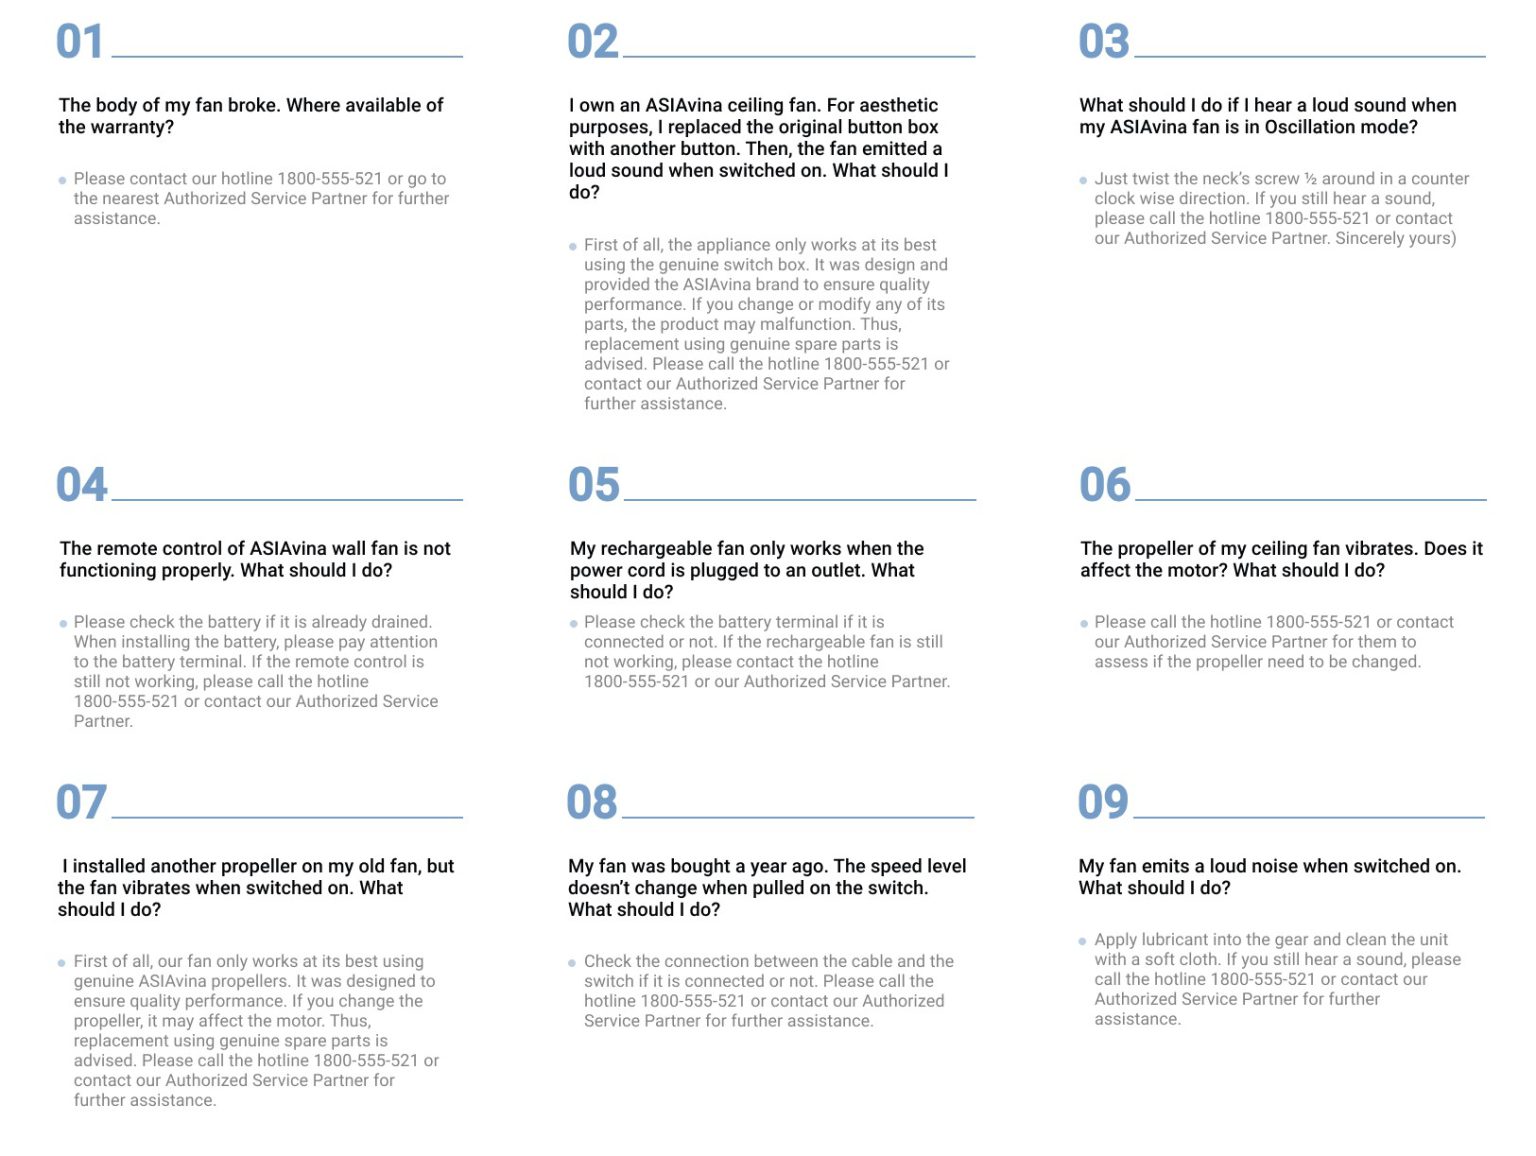 01
The body of my fan broke. Where available of
the warranty?
Please contact our hotline 1800-555-521 or go to
the nearest Authorized Service Partner for further
assistance.
02
I own an ASIAvina ceiling fan. For aesthetic
purposes, I replaced the original button box
with another button. Then, the fan emitted a
loud sound when switched on. What should I
do?
First of all, the appliance only works at its best
using the genuine switch box. It was design and
provided the ASIAvina brand to ensure quality
performance. If you change or modify any of its
parts, the product may malfunction. Thus,
replacement using genuine spare parts is
advised. Please call the hotline 1800-555-521 or
contact our Authorized Service Partner for
further assistance.
03
What should I do if I hear a loud sound when
my ASIAvina fan is in Oscillation mode?
Just twist the neck’s screw ½ around in a counter
clock wise direction. If you still hear a sound,
please call the hotline 1800-555-521 or contact
our Authorized Service Partner. Sincerely yours)
04
The remote control of ASIAvina wall fan is not
functioning properly. What should I do?
Please check the battery if it is already drained.
When installing the battery, please pay attention
to the battery terminal. If the remote control is
still not working, please call the hotline
1800-555-521 or contact our Authorized Service
Partner.
05
My rechargeable fan only works when the
power cord is plugged to an outlet. What
should I do?
Please check the battery terminal if it is
connected or not. If the rechargeable fan is still
not working, please contact the hotline
1800-555-521 or our Authorized Service Partner.
06
The propeller of my ceiling fan vibrates. Does it
affect the motor? What should I do?
Please call the hotline 1800-555-521 or contact
our Authorized Service Partner for them to
assess if the propeller need to be changed.
07
I installed another propeller on my old fan, but
the fan vibrates when switched on. What
should I do?
First of all, our fan only works at its best using
genuine ASIAvina propellers. It was designed to
ensure quality performance. If you change the
propeller, it may affect the motor. Thus,
replacement using genuine spare parts is
advised. Please call the hotline 1800-555-521 or
contact our Authorized Service Partner for
further assistance.
08
My fan was bought a year ago. The speed level
doesn’t change when pulled on the switch.
What should I do?
Check the connection between the cable and the
switch if it is connected or not. Please call the
hotline 1800-555-521 or contact our Authorized
Service Partner for further assistance.
09
My fan emits a loud noise when switched on.
What should I do?
Apply lubricant into the gear and clean the unit
with a soft cloth. If you still hear a sound, please
call the hotline 1800-555-521 or contact our
Authorized Service Partner for further
assistance.